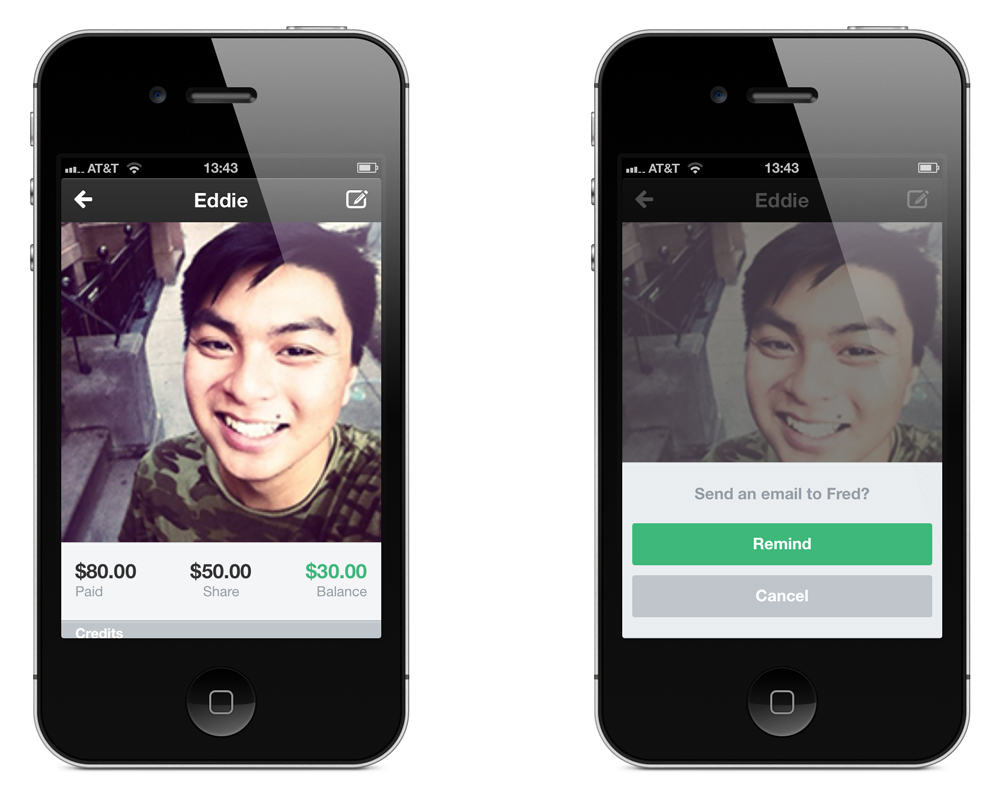 AT&T 13:43
Eddie
$80.00 $50.00 $30.00
Paid Share Balance
Credits
AT&T 13:43
Eddie
Send an email to Fred?
Remind
Cancel